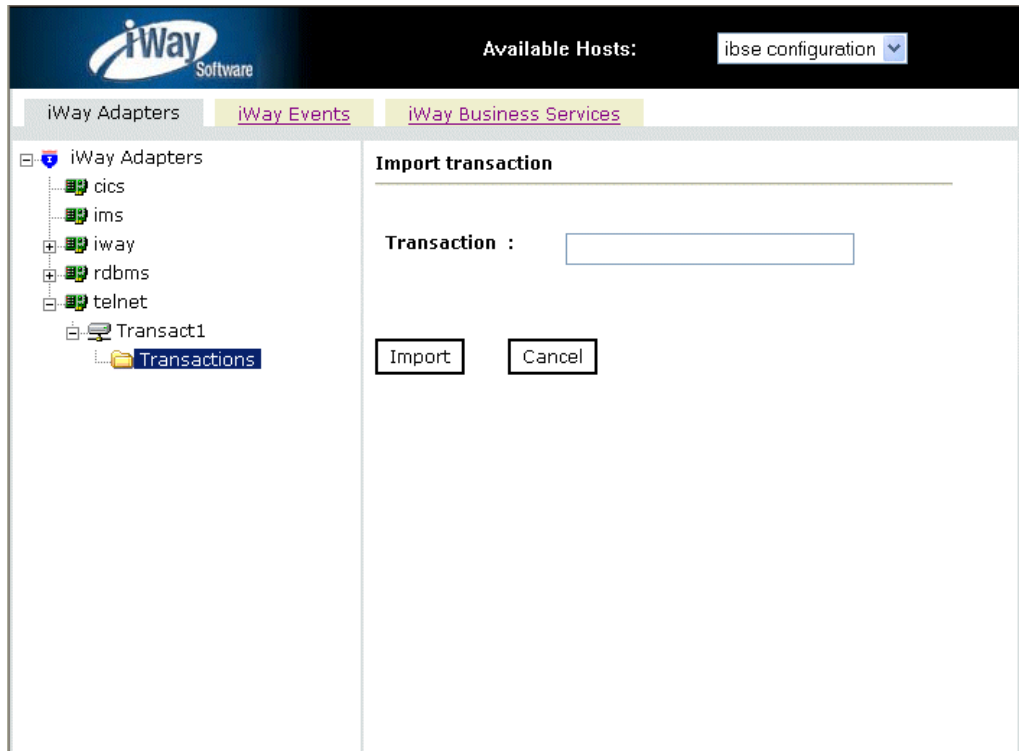 iWay
Software
Available Hosts:
ibse configuration
iWay Adapters
iWay Events
iWay Business Services
iWay Adapters
cics
ims
iway
rdbms
telnet
Transact1
Transactions
Import transaction
Transaction :
Import
Cancel